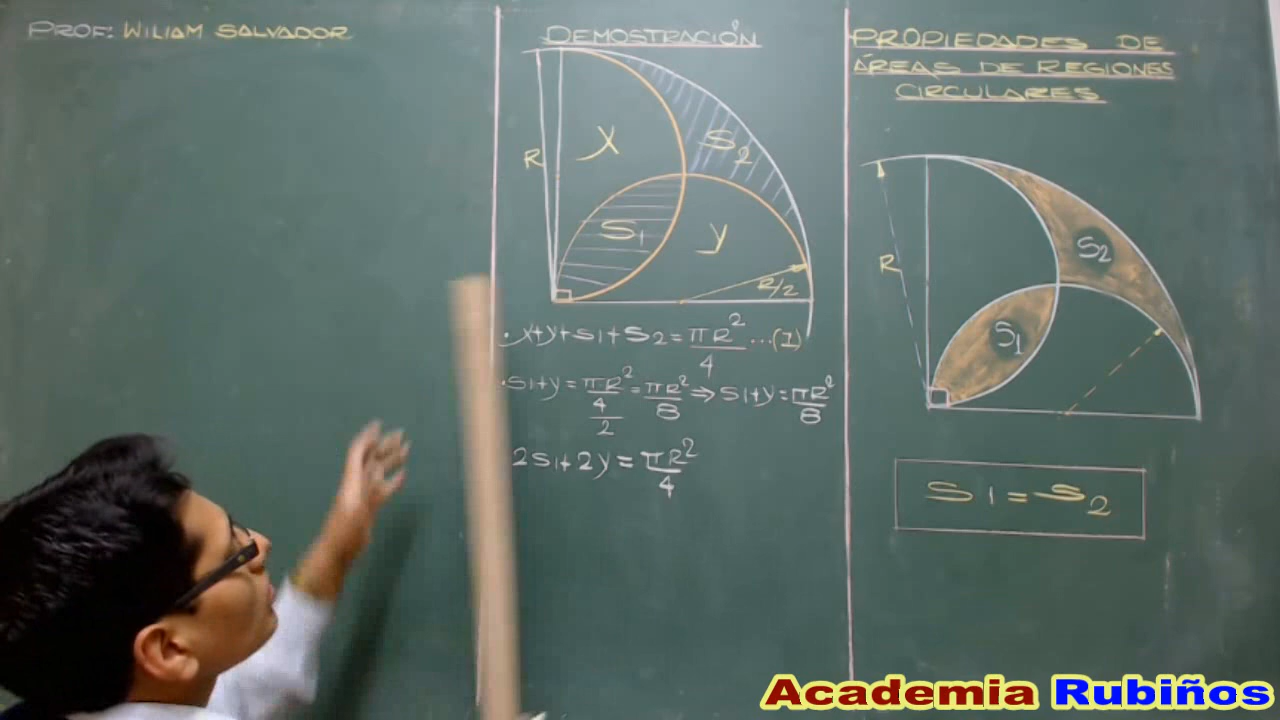 PROF: WILIAM SALVADOR
DEMOSTRACIÓN
R
X
S2
S1
y
R/2
• x+y+S1+S2 = πR²/4 ...(I)
• S1+y = πR²/4/2 = πR²/8 ⇒ S1+y = πR²/8
2S1+2y = πR²/4
PROPIEDADES DE
ÁREAS DE REGIONES
CIRCULARES
R
S2
S1
S1 = S2
Academia Rubiños